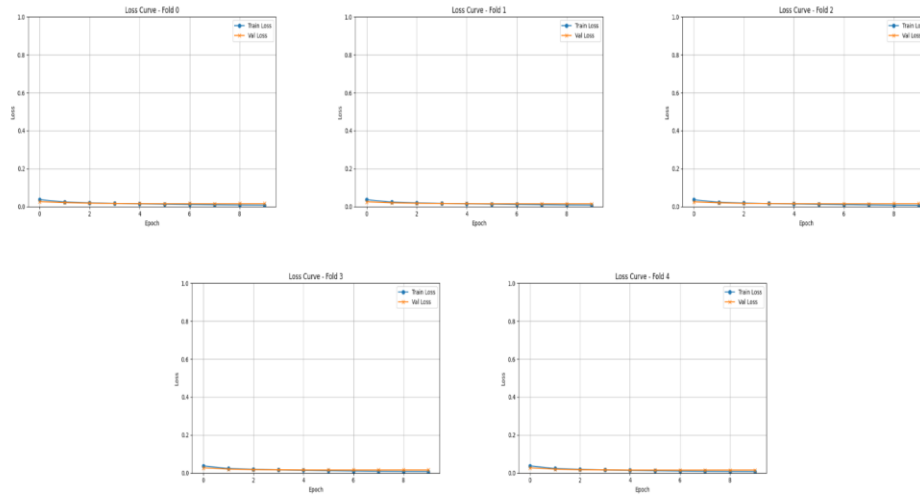 Loss Curve - Fold 0
Train Loss
Val Loss
1.0
0.8
0.6
0.4
0.2
0.0
Loss
0 2 4 6 8
Epoch
Loss Curve - Fold 1
Train Loss
Val Loss
1.0
0.8
0.6
0.4
0.2
0.0
Loss
0 2 4 6 8
Epoch
Loss Curve - Fold 2
Train Lo
Val Los
1.0
0.8
0.6
0.4
0.2
0.0
Loss
0 2 4 6 8
Epoch
Loss Curve - Fold 3
Train Loss
Val Loss
1.0
0.8
0.6
0.4
0.2
0.0
Loss
0 2 4 6 8
Epoch
Loss Curve - Fold 4
Train Loss
Val Loss
1.0
0.8
0.6
0.4
0.2
0.0
Loss
0 2 4 6 8
Epoch